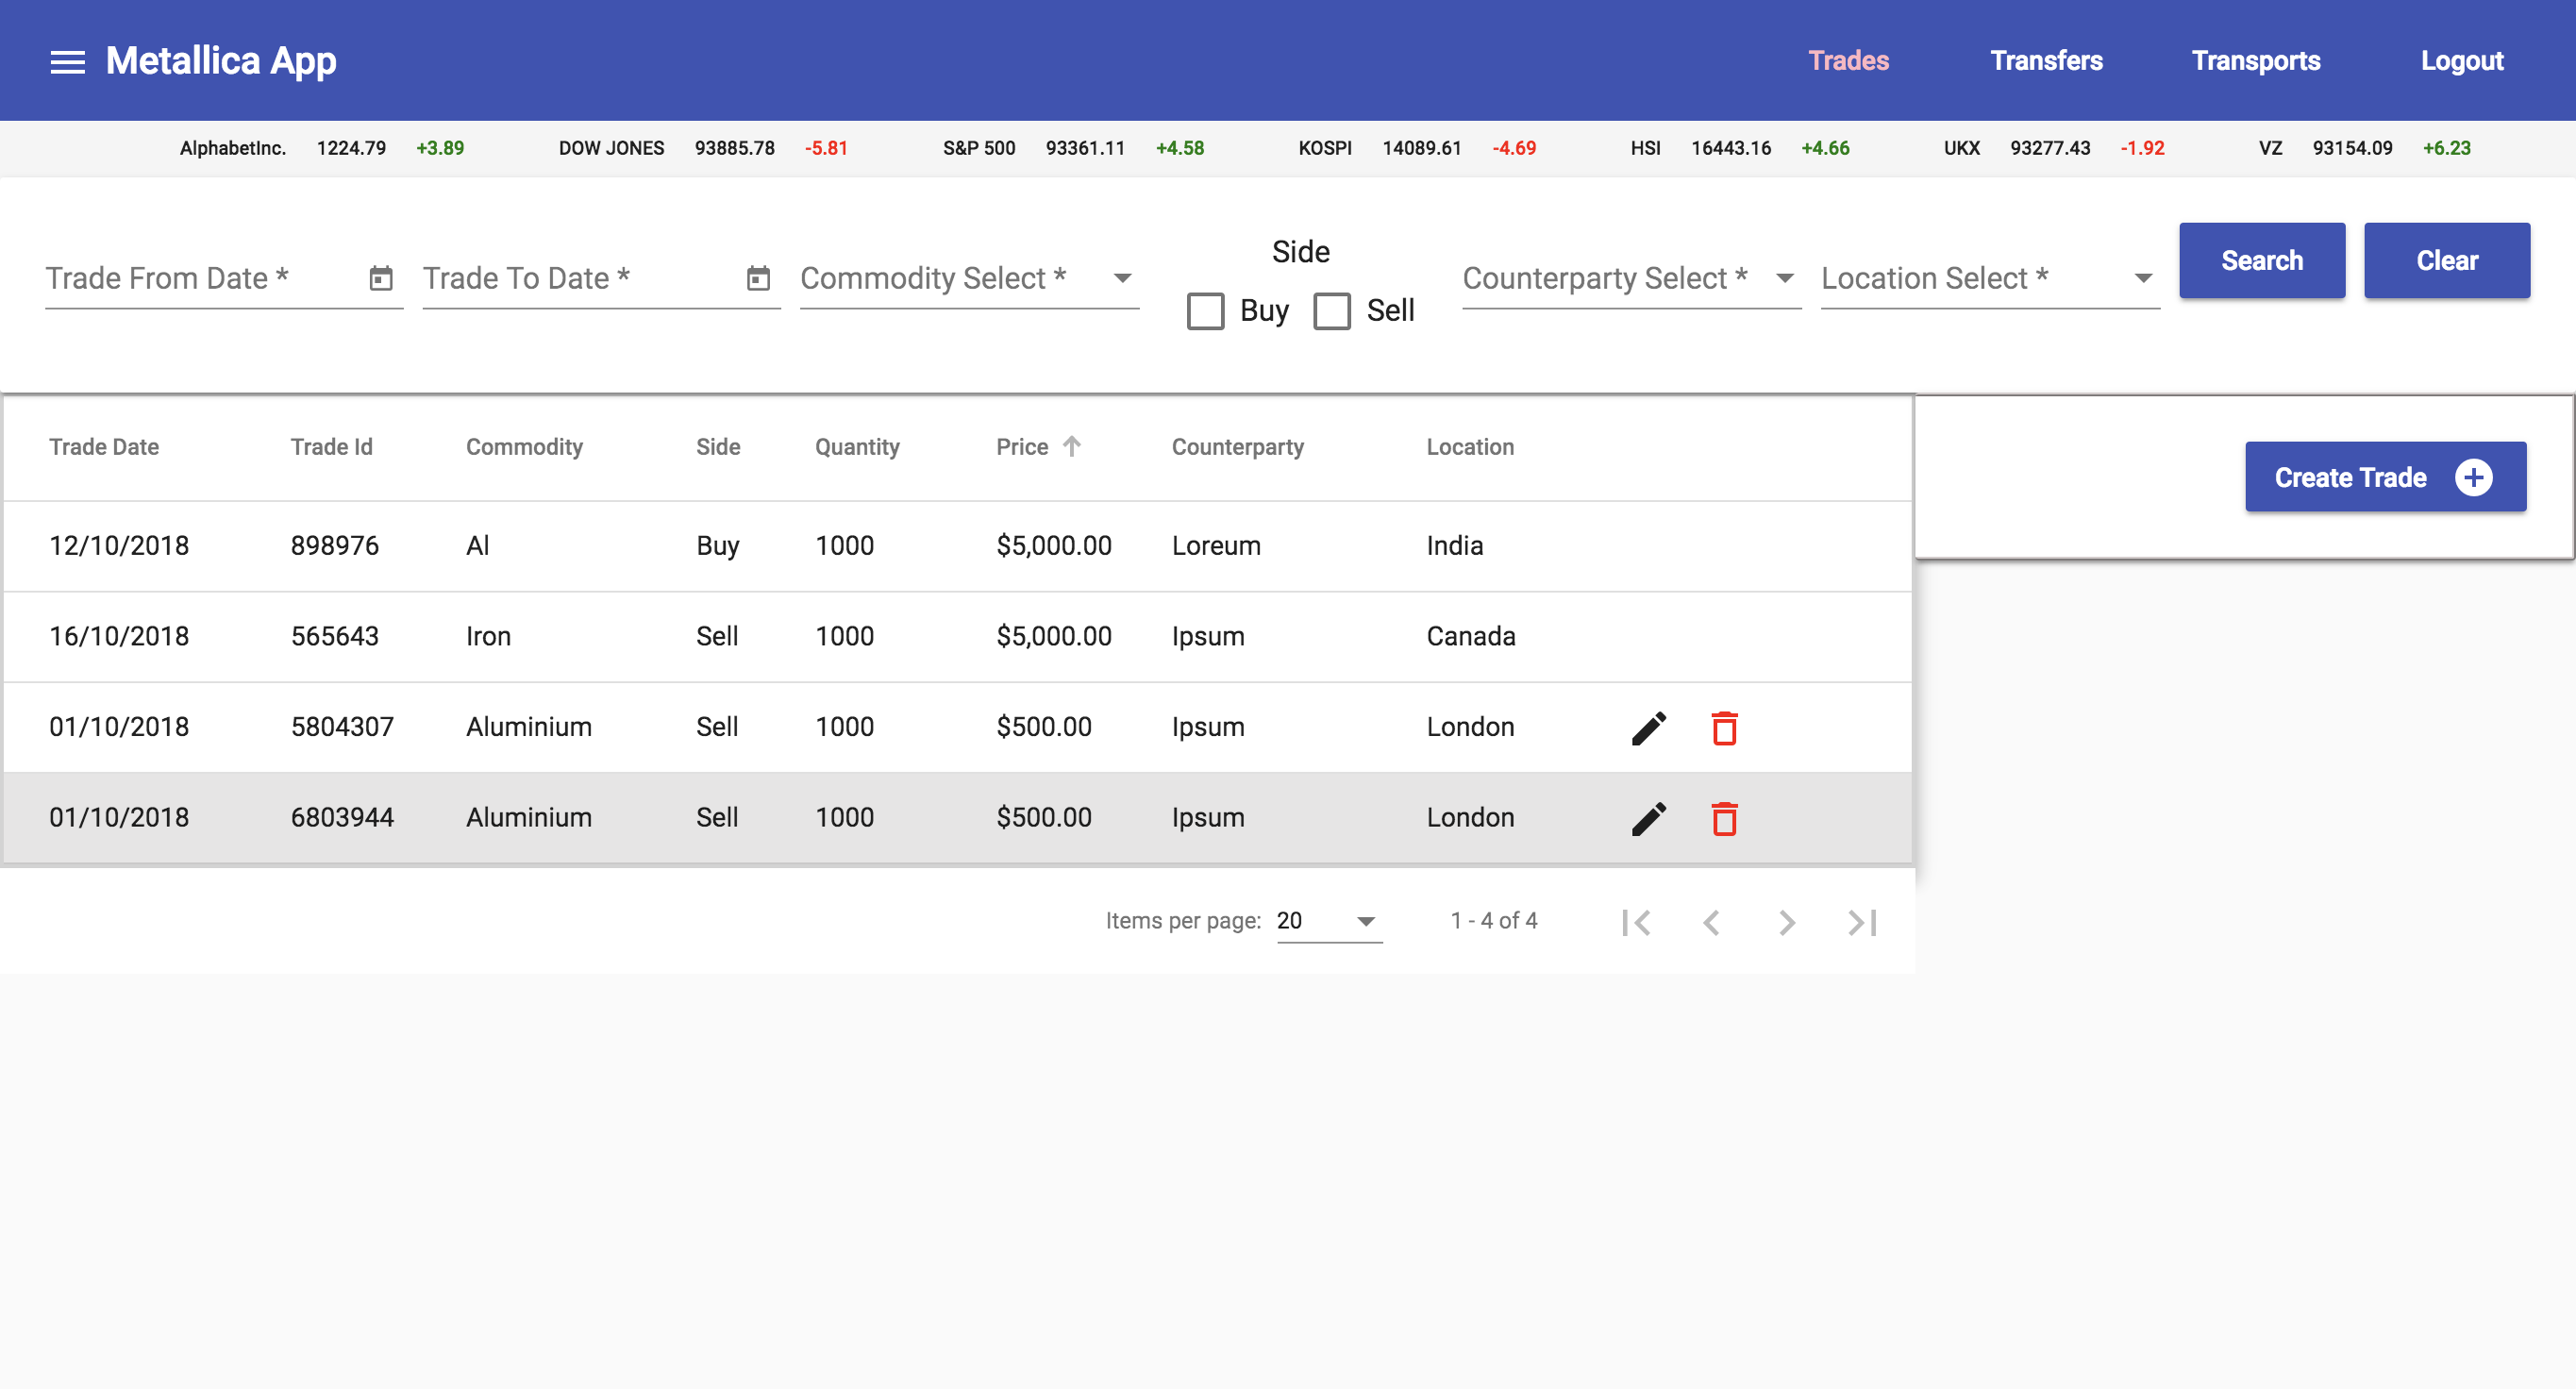 Metallica App Trades Transfers Transports Logout
AlphabetInc. 1224.79 +3.89 DOW JONES 93885.78 -5.81 S&P 500 93361.11 +4.58 KOSPI 14089.61 -4.69 HSI 16443.16 +4.66 UKX 93277.43 -1.92 VZ 93154.09 +6.23
Trade From Date * Trade To Date * Commodity Select * Side Counterparty Select * Location Select * Search Clear
Buy Sell
Trade Date Trade Id Commodity Side Quantity Price Counterparty Location
Create Trade
12/10/2018 898976 Al Buy 1000 $5,000.00 Loreum India
16/10/2018 565643 Iron Sell 1000 $5,000.00 Ipsum Canada
01/10/2018 5804307 Aluminium Sell 1000 $500.00 Ipsum London
01/10/2018 6803944 Aluminium Sell 1000 $500.00 Ipsum London
Items per page: 20 1 - 4 of 4